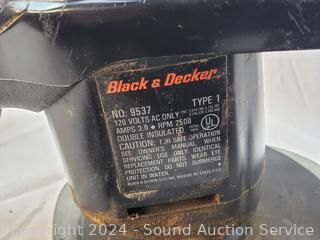 Black & Decker
NO. 9537 TYPE 1
120 VOLTS AC ONLY
AMPS 3.0 • RPM 2500
DOUBLE INSULATED
CAUTION: FOR SAFE OPERATION
SEE OWNER'S MANUAL. WHEN
SERVICING USE ONLY IDENTICAL
REPLACEMENT PARTS. WEAR EYE
PROTECTION. DO NOT SUBMERGE
UNIT IN WATER.
UL
Copyright 2024 - Sound Auction Service